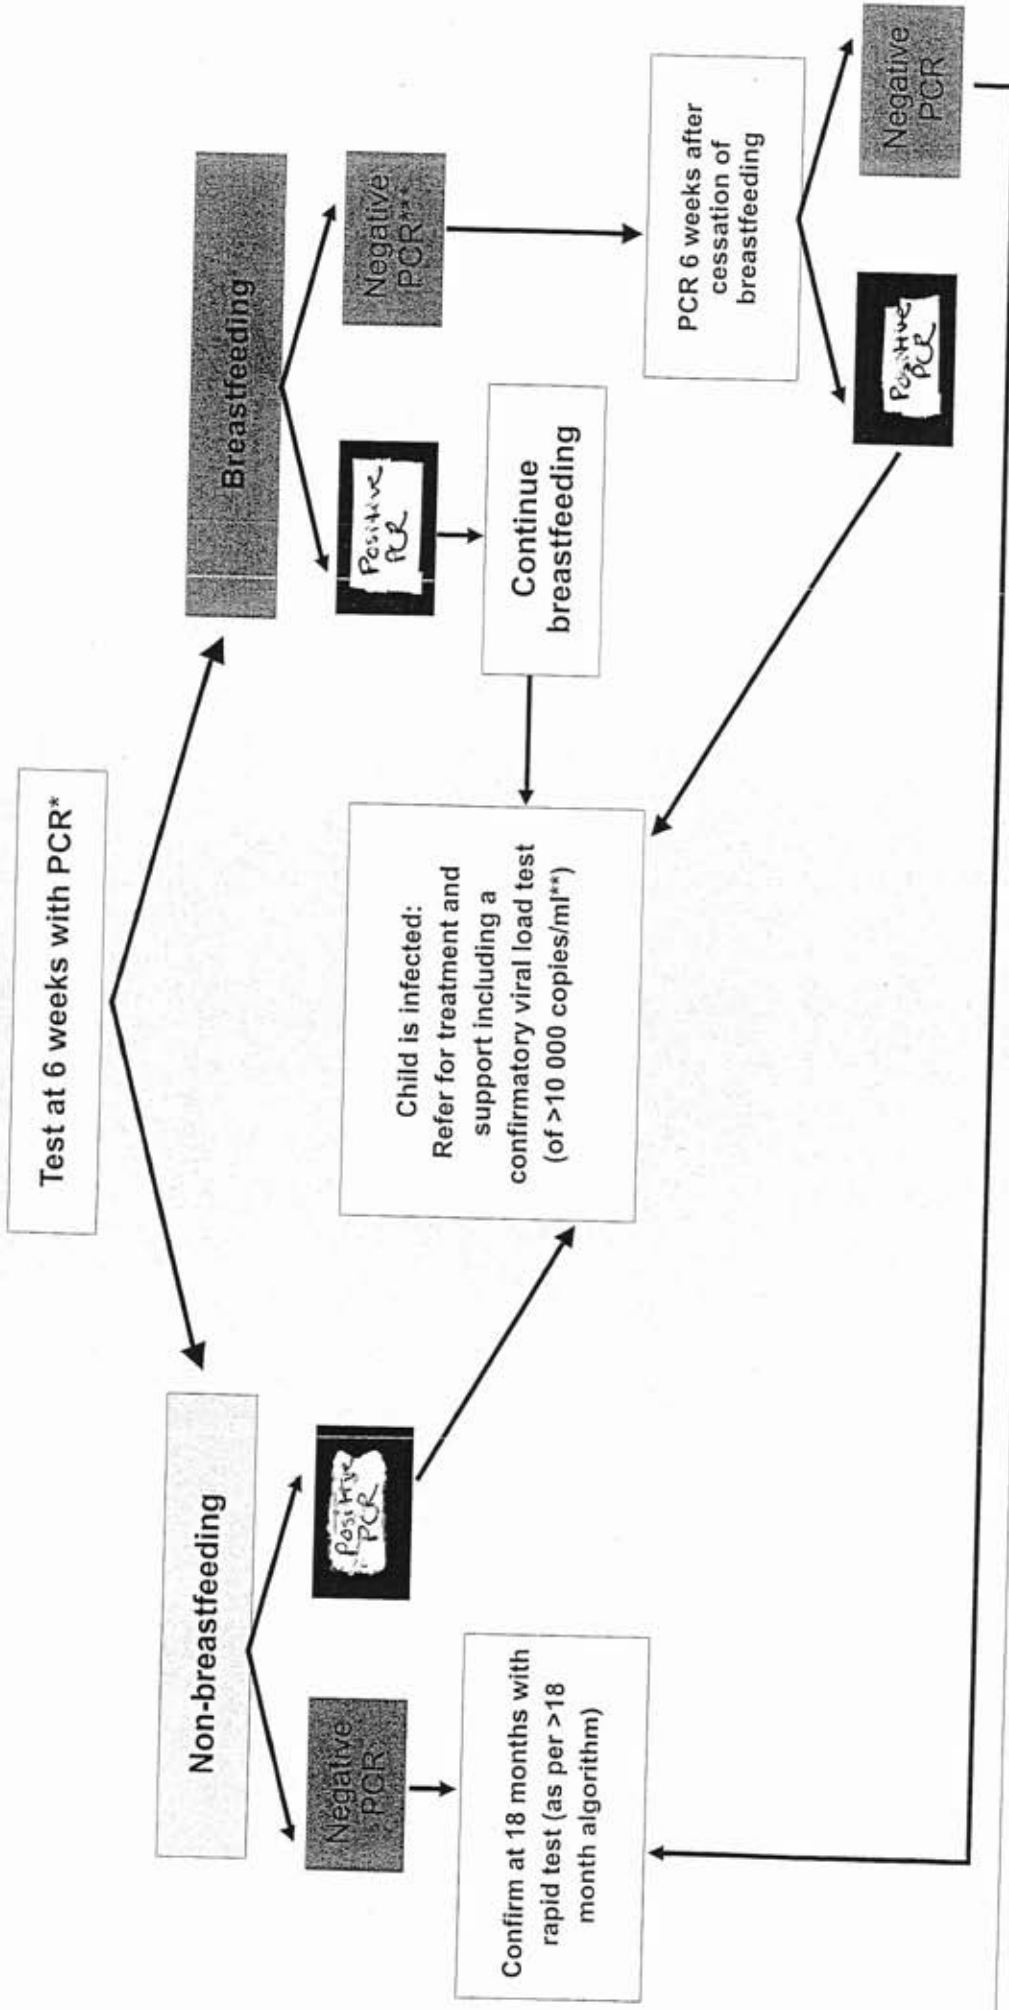 Test at 6 weeks with PCR*
Non-breastfeeding
Breastfeeding
Negative
PCR
Positive
PCR
Positive
PCR
Negative
PCR***
Confirm at 18 months with
rapid test (as per >18
month algorithm)
Child is infected:
Refer for treatment and
support including a
confirmatory viral load test
(of >10 000 copies/ml**)
Continue
breastfeeding
PCR 6 weeks after
cessation of
breastfeeding
Positive
PCR
Negative
PCR